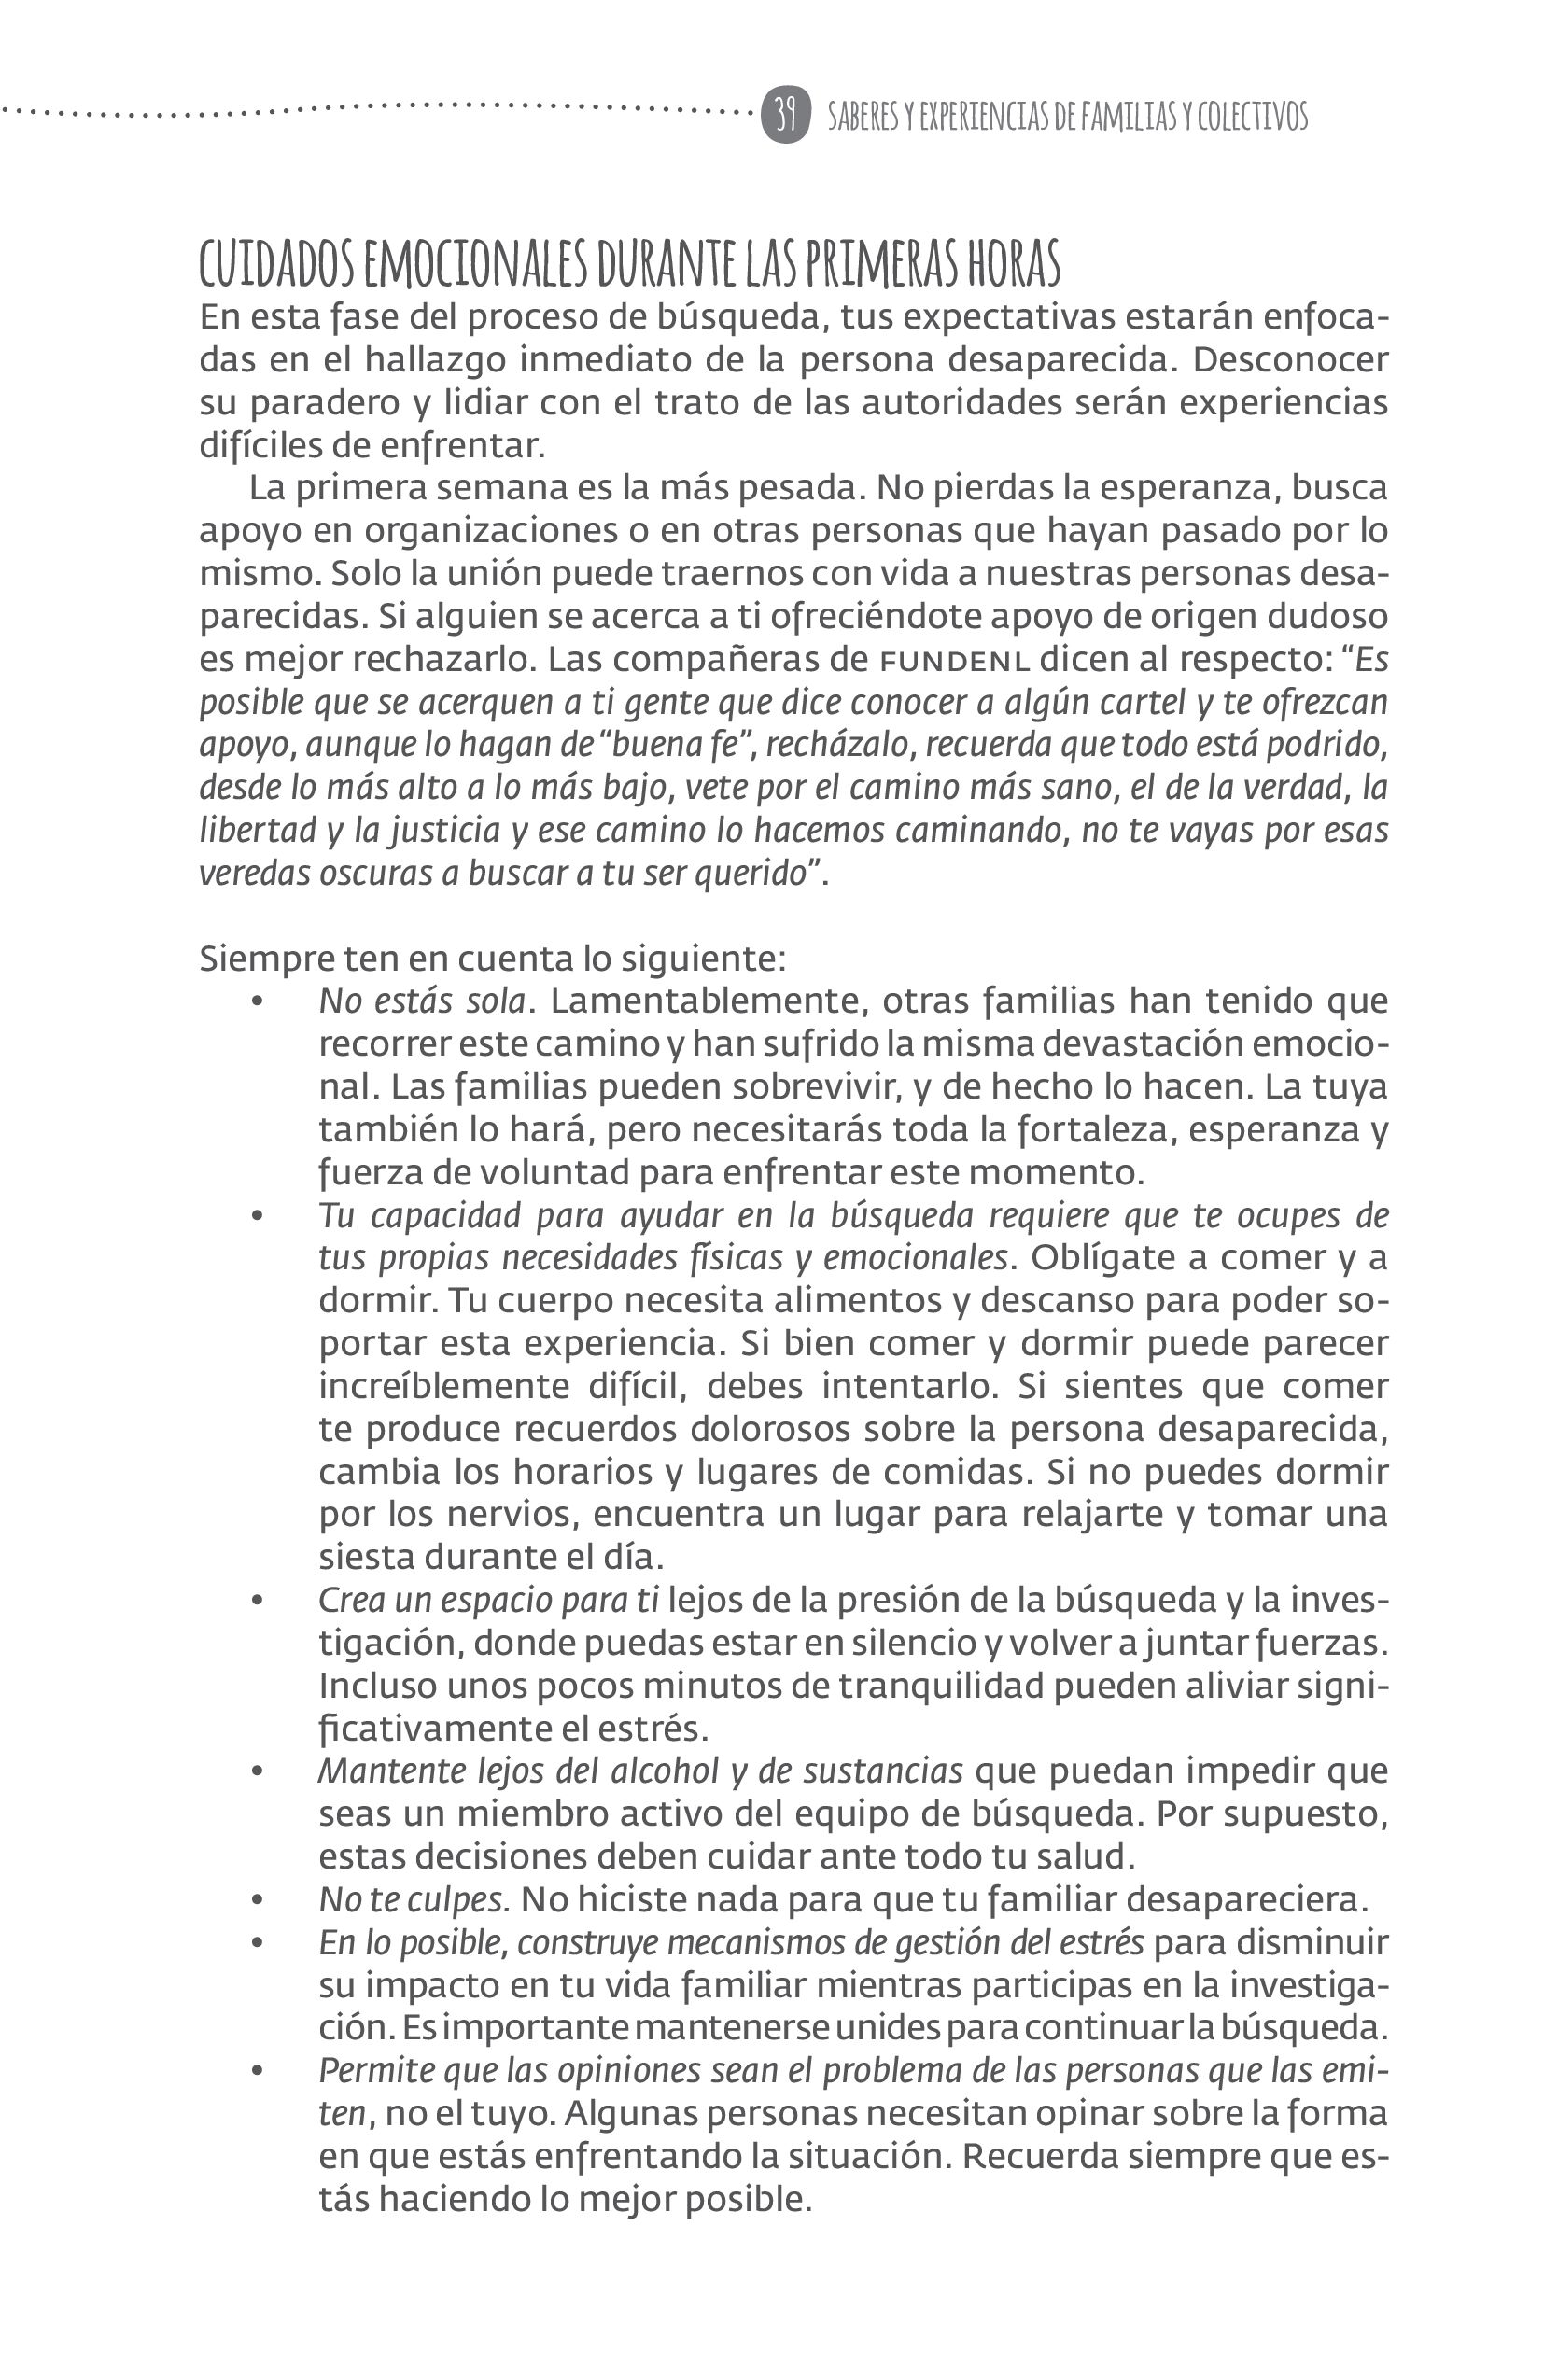 39 SABERES Y EXPERIENCIAS DE FAMILIAS Y COLECTIVOS
CUIDADOS EMOCIONALES DURANTE LAS PRIMERAS HORAS
En esta fase del proceso de búsqueda, tus expectativas estarán enfoca-
das en el hallazgo inmediato de la persona desaparecida. Desconocer
su paradero y lidiar con el trato de las autoridades serán experiencias
difíciles de enfrentar.
La primera semana es la más pesada. No pierdas la esperanza, busca
apoyo en organizaciones o en otras personas que hayan pasado por lo
mismo. Solo la unión puede traernos con vida a nuestras personas desa-
parecidas. Si alguien se acerca a ti ofreciéndote apoyo de origen dudoso
es mejor rechazarlo. Las compañeras de FUNDENL dicen al respecto: “Es
posible que se acerquen a ti gente que dice conocer a algún cartel y te ofrezcan
apoyo, aunque lo hagan de “buena fe”, recházalo, recuerda que todo está podrido,
desde lo más alto a lo más bajo, vete por el camino más sano, el de la verdad, la
libertad y la justicia y ese camino lo hacemos caminando, no te vayas por esas
veredas oscuras a buscar a tu ser querido”.
Siempre ten en cuenta lo siguiente:
• No estás sola. Lamentablemente, otras familias han tenido que
recorrer este camino y han sufrido la misma devastación emocio-
nal. Las familias pueden sobrevivir, y de hecho lo hacen. La tuya
también lo hará, pero necesitarás toda la fortaleza, esperanza y
fuerza de voluntad para enfrentar este momento.
• Tu capacidad para ayudar en la búsqueda requiere que te ocupes de
tus propias necesidades físicas y emocionales. Oblígate a comer y a
dormir. Tu cuerpo necesita alimentos y descanso para poder so-
portar esta experiencia. Si bien comer y dormir puede parecer
increíblemente difícil, debes intentarlo. Si sientes que comer
te produce recuerdos dolorosos sobre la persona desaparecida,
cambia los horarios y lugares de comidas. Si no puedes dormir
por los nervios, encuentra un lugar para relajarte y tomar una
siesta durante el día.
• Crea un espacio para ti lejos de la presión de la búsqueda y la inves-
tigación, donde puedas estar en silencio y volver a juntar fuerzas.
Incluso unos pocos minutos de tranquilidad pueden aliviar signi-
ficativamente el estrés.
• Mantente lejos del alcohol y de sustancias que puedan impedir que
seas un miembro activo del equipo de búsqueda. Por supuesto,
estas decisiones deben cuidar ante todo tu salud.
• No te culpes. No hiciste nada para que tu familiar desapareciera.
• En lo posible, construye mecanismos de gestión del estrés para disminuir
su impacto en tu vida familiar mientras participas en la investiga-
ción. Es importante mantenerse unides para continuar la búsqueda.
• Permite que las opiniones sean el problema de las personas que las emi-
ten, no el tuyo. Algunas personas necesitan opinar sobre la forma
en que estás enfrentando la situación. Recuerda siempre que es-
tás haciendo lo mejor posible.